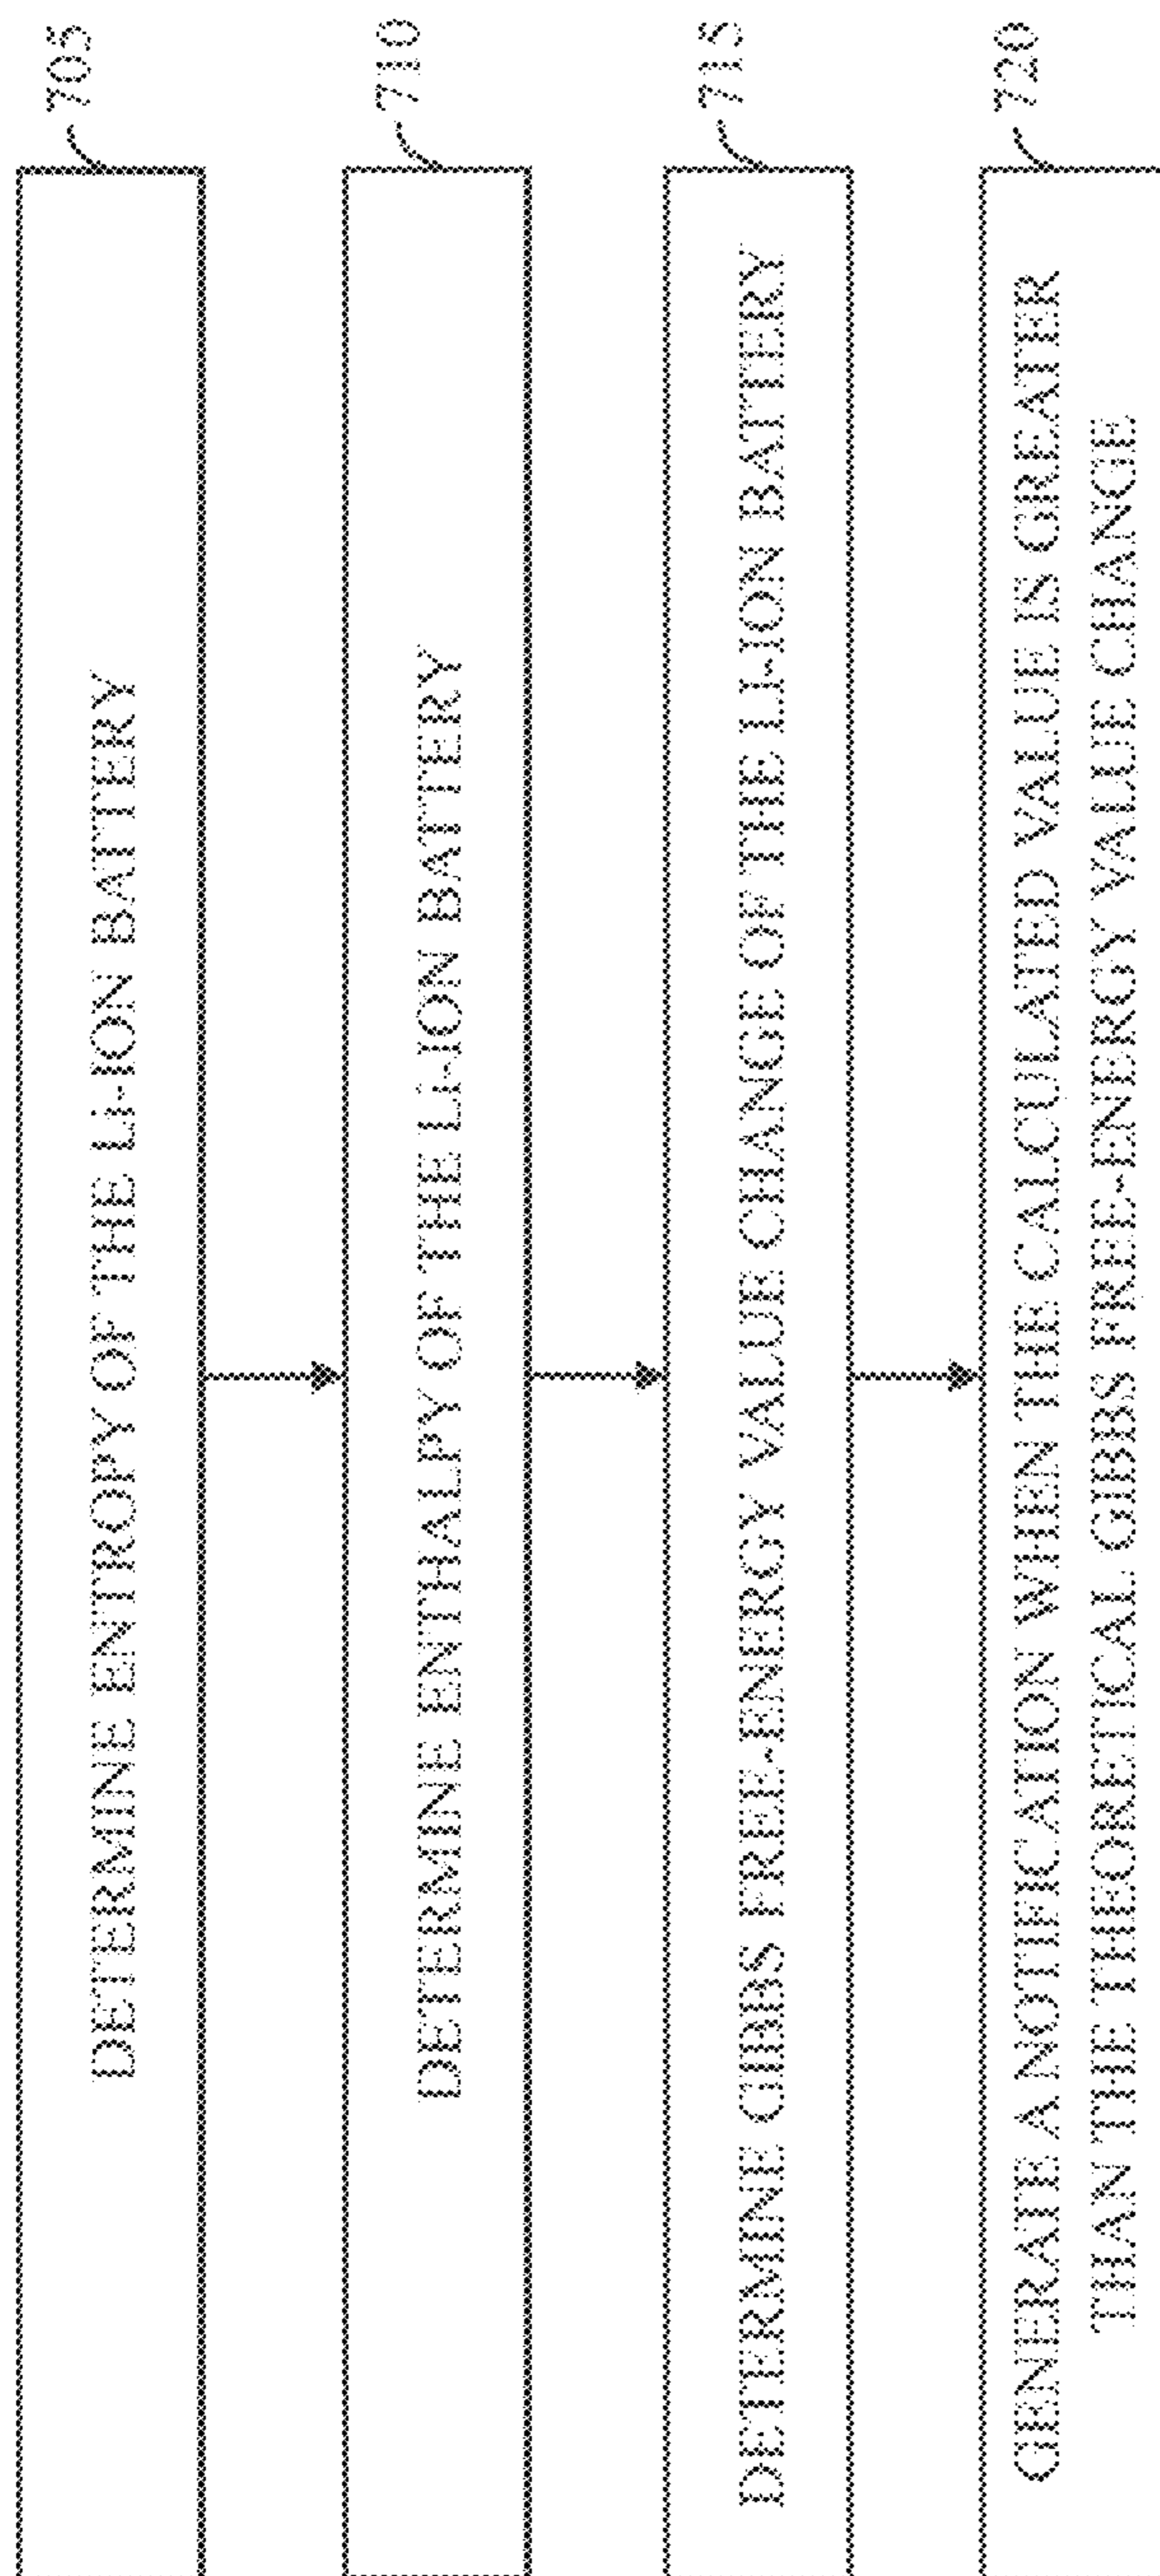 DETERMINE ENTROPY OF THE LI-ION BATTERY
705
DETERMINE ENTHALPY OF THE LI-ION BATTERY
710
DETERMINE GIBBS FREE-ENERGY VALUE CHANGE OF THE LI-ION BATTERY
715
GENERATE A NOTIFICATION WHEN THE CALCULATED VALUE IS GREATER
THAN THE THEORETICAL GIBBS FREE-ENERGY VALUE CHANGE
720